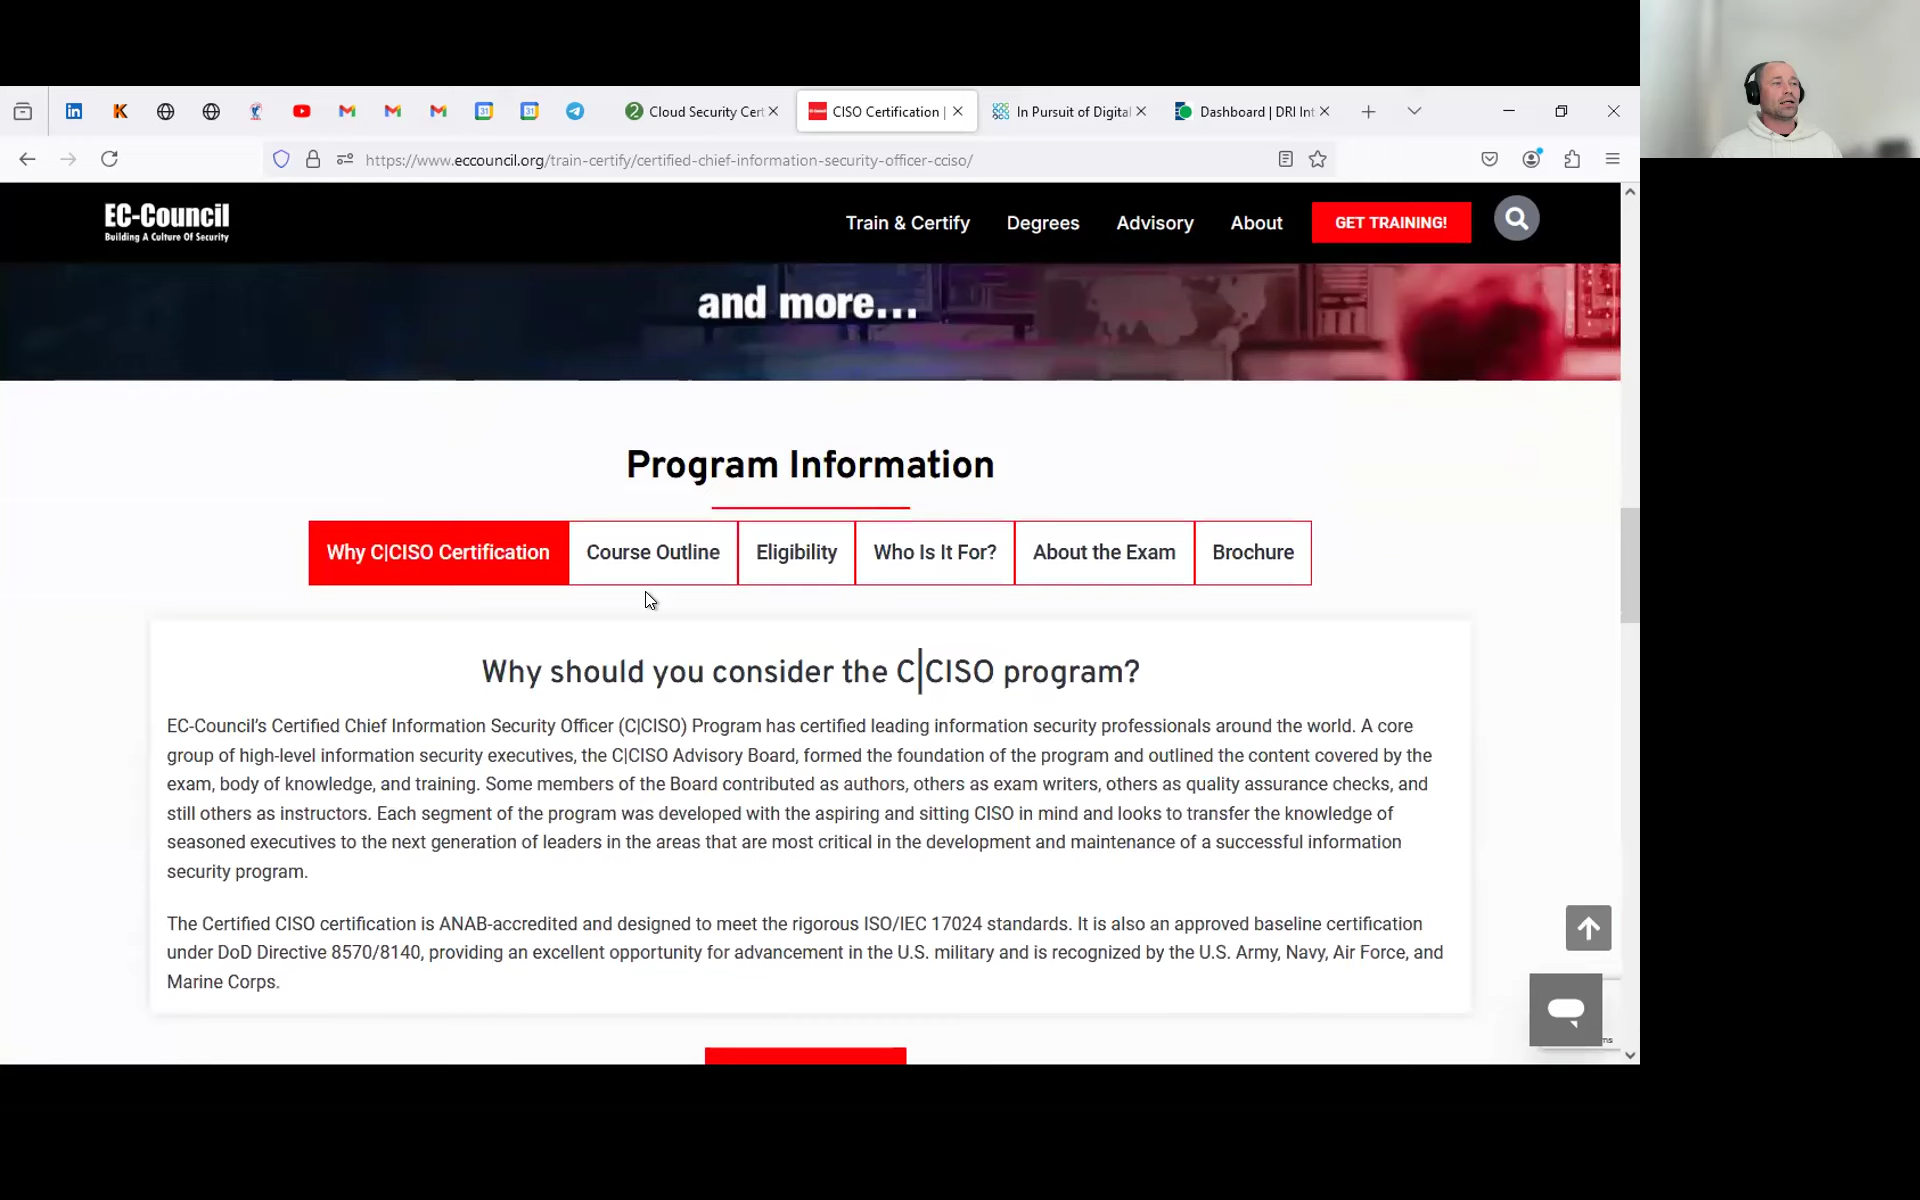 Cloud Security Cert
CISO Certification |
In Pursuit of Digital
Dashboard | DRI Int
https://www.eccouncil.org/train-certify/certified-chief-information-security-officer-cciso/
EC-Council
Building A Culture Of Security
Train & Certify
Degrees
Advisory
About
GET TRAINING!
and more...
Program Information
Why C|CISO Certification
Course Outline
Eligibility
Who Is It For?
About the Exam
Brochure
Why should you consider the C|CISO program?
EC-Council's Certified Chief Information Security Officer (C|CISO) Program has certified leading information security professionals around the world. A core
group of high-level information security executives, the C|CISO Advisory Board, formed the foundation of the program and outlined the content covered by the
exam, body of knowledge, and training. Some members of the Board contributed as authors, others as exam writers, others as quality assurance checks, and
still others as instructors. Each segment of the program was developed with the aspiring and sitting CISO in mind and looks to transfer the knowledge of
seasoned executives to the next generation of leaders in the areas that are most critical in the development and maintenance of a successful information
security program.
The Certified CISO certification is ANAB-accredited and designed to meet the rigorous ISO/IEC 17024 standards. It is also an approved baseline certification
under DoD Directive 8570/8140, providing an excellent opportunity for advancement in the U.S. military and is recognized by the U.S. Army, Navy, Air Force, and
Marine Corps.